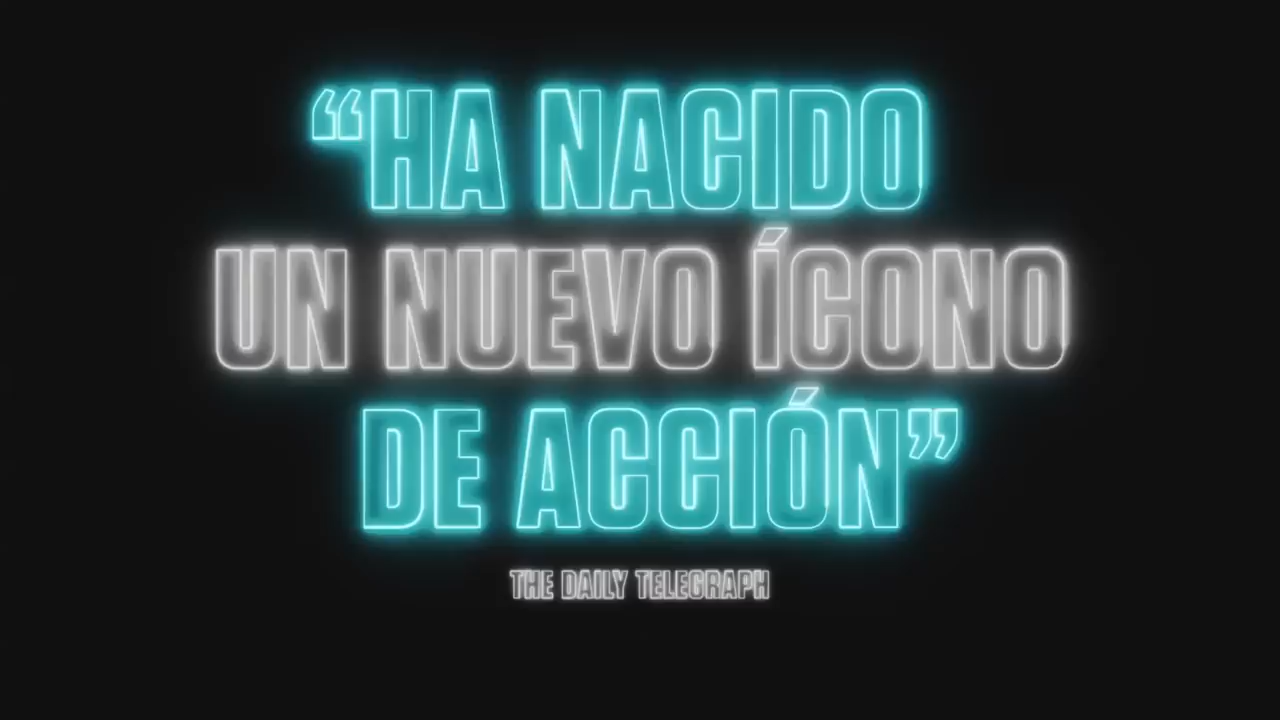 “HA NACIDO
UN NUEVO ÍCONO
DE ACCIÓN”
THE DAILY TELEGRAPH